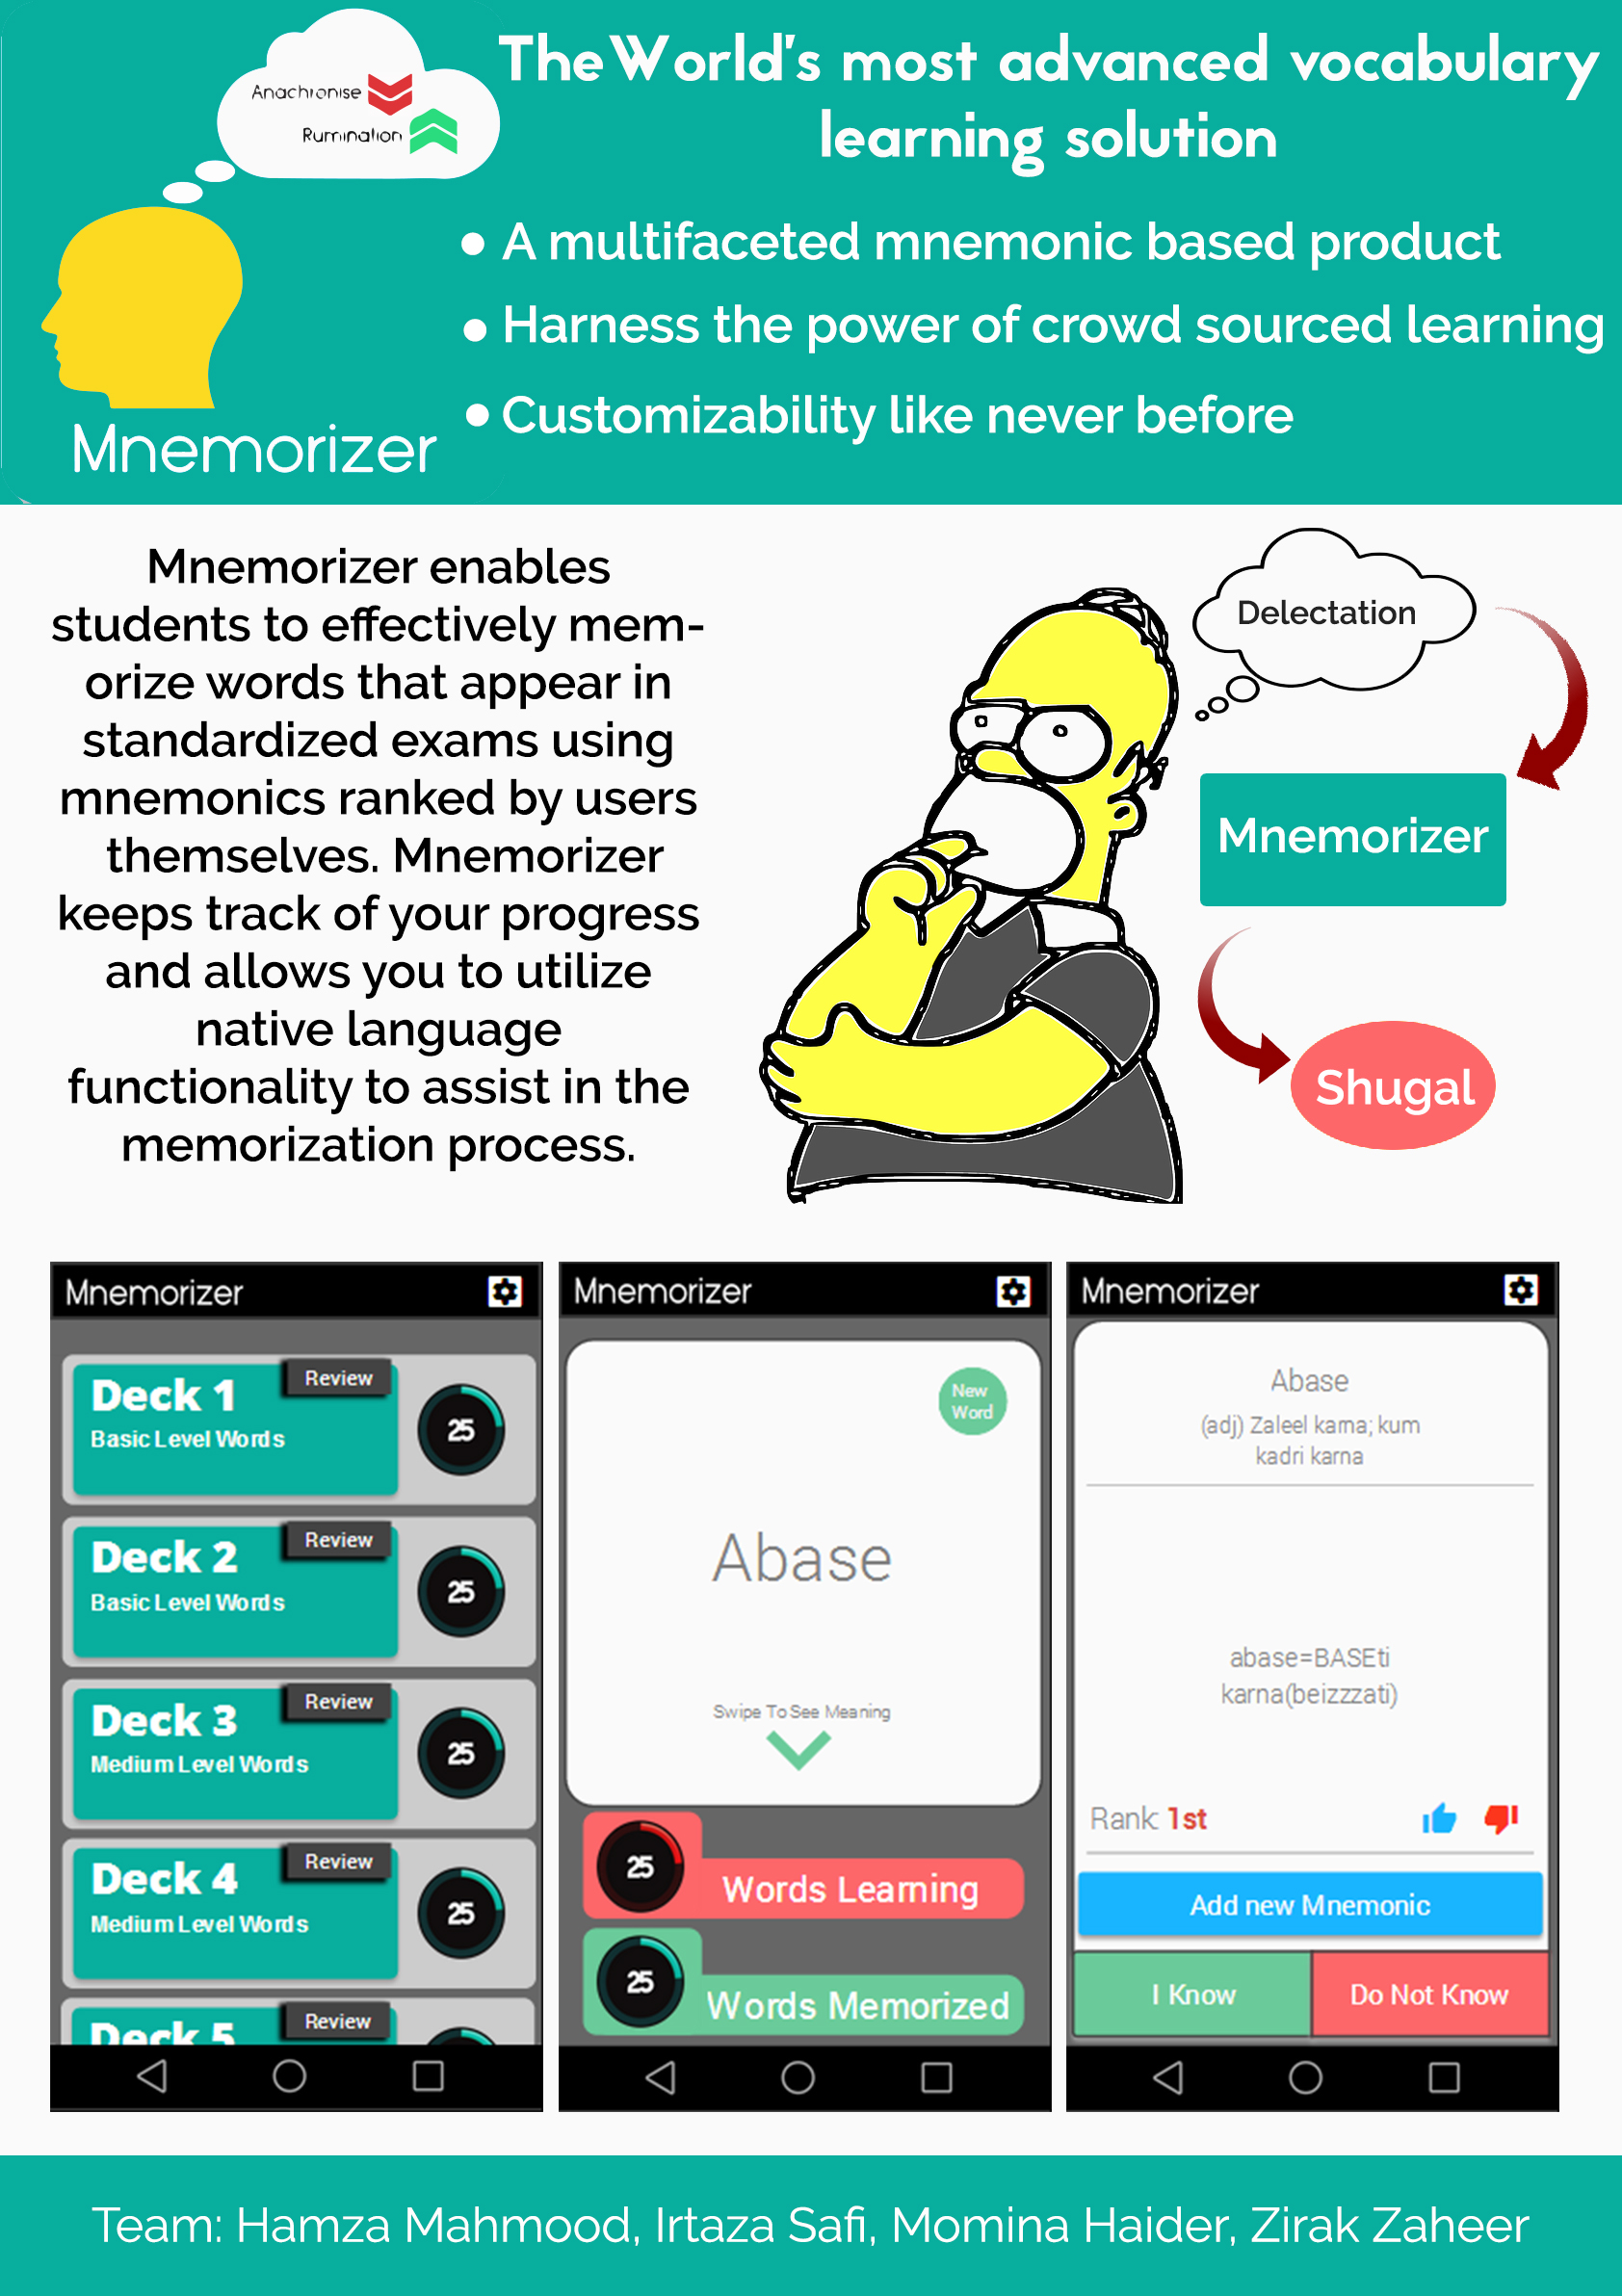 Anachronise
Rumination
Mnemorizer
The World's most advanced vocabulary
learning solution
A multifaceted mnemonic based product
Harness the power of crowd sourced learning
Customizability like never before
Mnemorizer enables
students to effectively mem-
orize words that appear in
standardized exams using
mnemonics ranked by users
themselves. Mnemorizer
keeps track of your progress
and allows you to utilize
native language
functionality to assist in the
memorization process.
Delectation
Mnemorizer
Shugal
Mnemorizer
Review
Deck 1
Basic Level Words
25
Review
Deck 2
Basic Level Words
25
Review
Deck 3
Medium Level Words
25
Review
Deck 4
Medium Level Words
25
Review
Deck 5
Mnemorizer
New
Word
Abase
Swipe To See Meaning
25
Words Learning
25
Words Memorized
Mnemorizer
Abase
(adj) Zaleel karna; kum
kadri karna
abase=BASEti
karna(beizzzati)
Rank: 1st
Add new Mnemonic
I Know
Do Not Know
Team: Hamza Mahmood, Irtaza Safi, Momina Haider, Zirak Zaheer